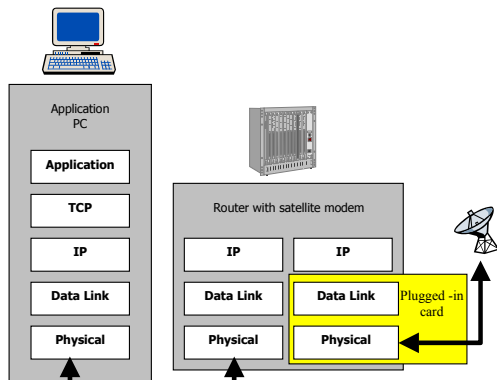 Application
PC
Application
TCP
IP
Data Link
Physical
Router with satellite modem
IP
IP
Data Link
Data Link
Plugged -in
card
Physical
Physical